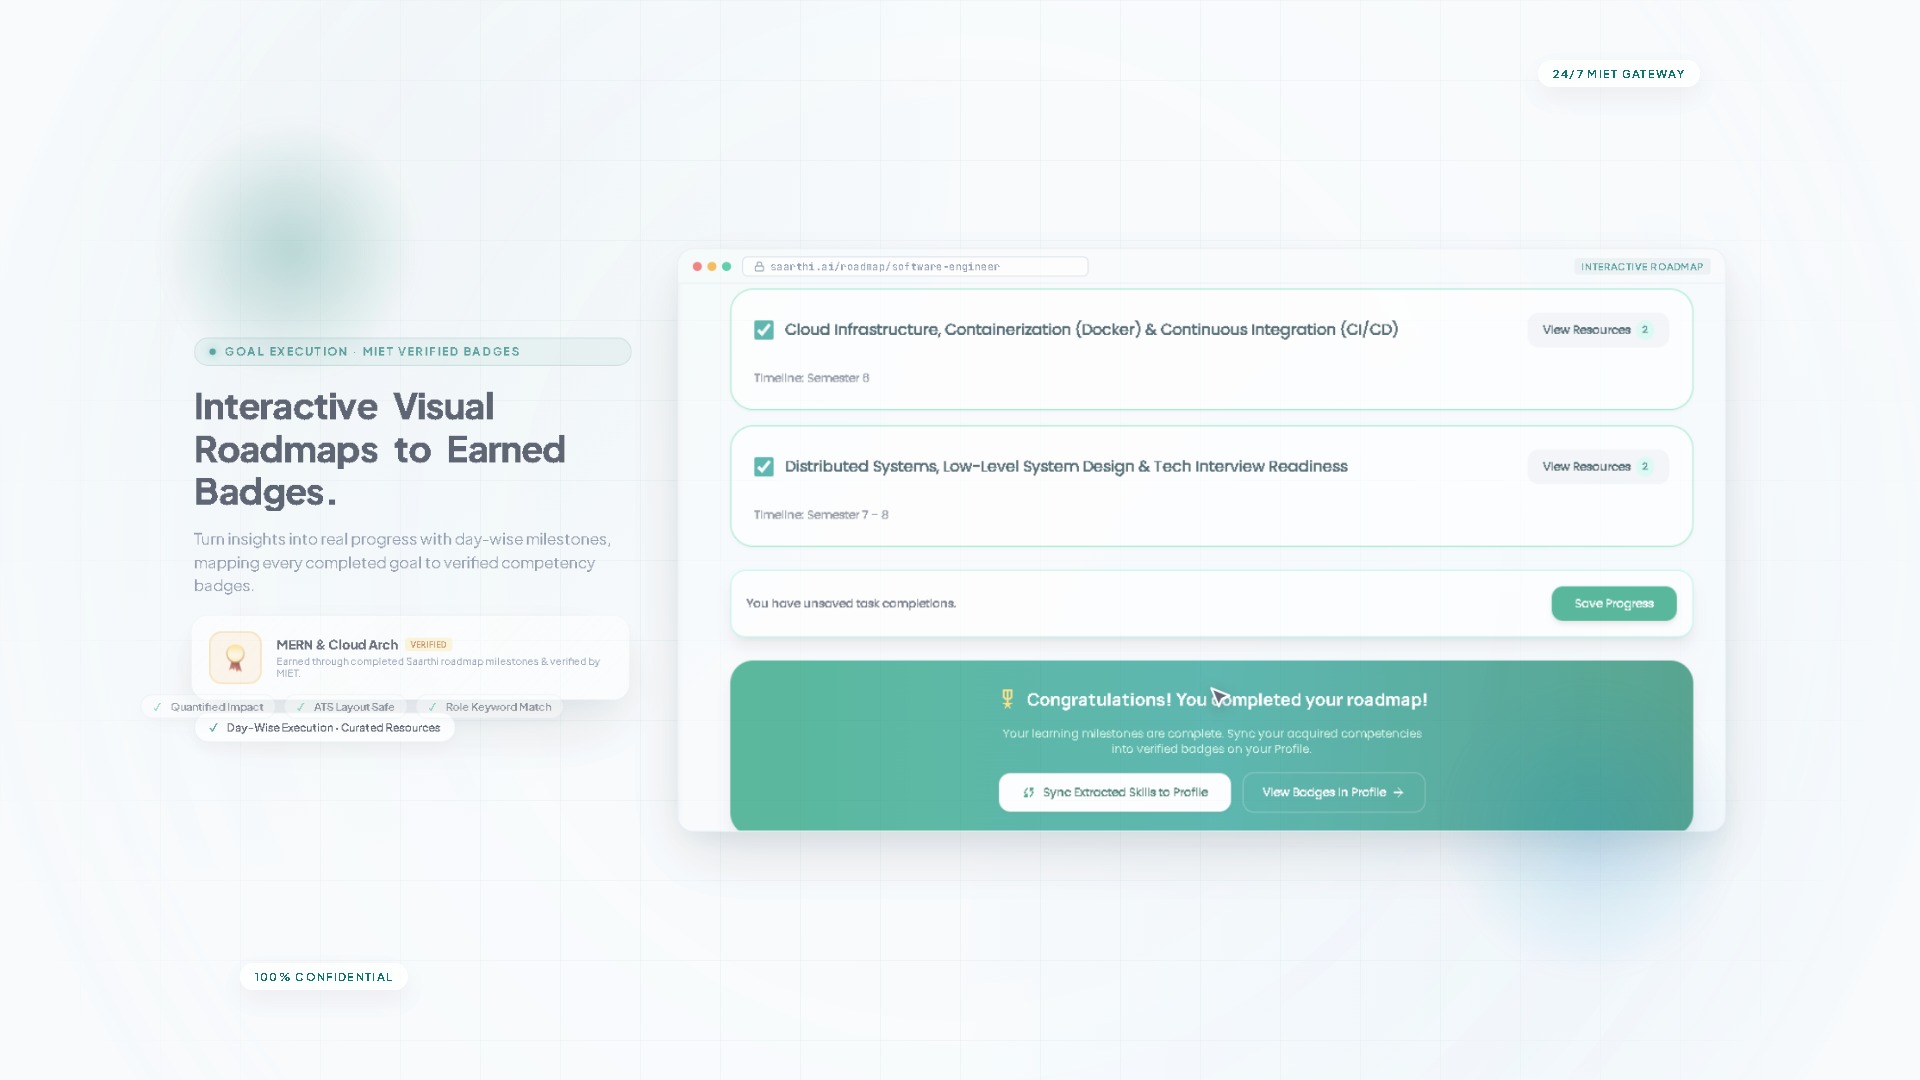 24/7 MIET GATEWAY
GOAL EXECUTION · MIET VERIFIED BADGES
Interactive Visual
Roadmaps to Earned
Badges.
Turn insights into real progress with day-wise milestones,
mapping every completed goal to verified competency
badges.
MERN & Cloud Arch VERIFIED
Earned through completed Saarthi roadmap milestones & verified by
MIET.
✓ Quantified Impact ✓ ATS Layout Safe ✓ Role Keyword Match
✓ Day-Wise Execution · Curated Resources
saarthi.ai/roadmap/software-engineer
INTERACTIVE ROADMAP
Cloud Infrastructure, Containerization (Docker) & Continuous Integration (CI/CD)
View Resources 2
Timeline: Semester 6
Distributed Systems, Low-Level System Design & Tech Interview Readiness
View Resources 2
Timeline: Semester 7 – 8
You have unsaved task completions.
Save Progress
Congratulations! You completed your roadmap!
Your learning milestones are complete. Sync your acquired competencies
into verified badges on your Profile.
Sync Extracted Skills to Profile
View Badges in Profile →
100% CONFIDENTIAL